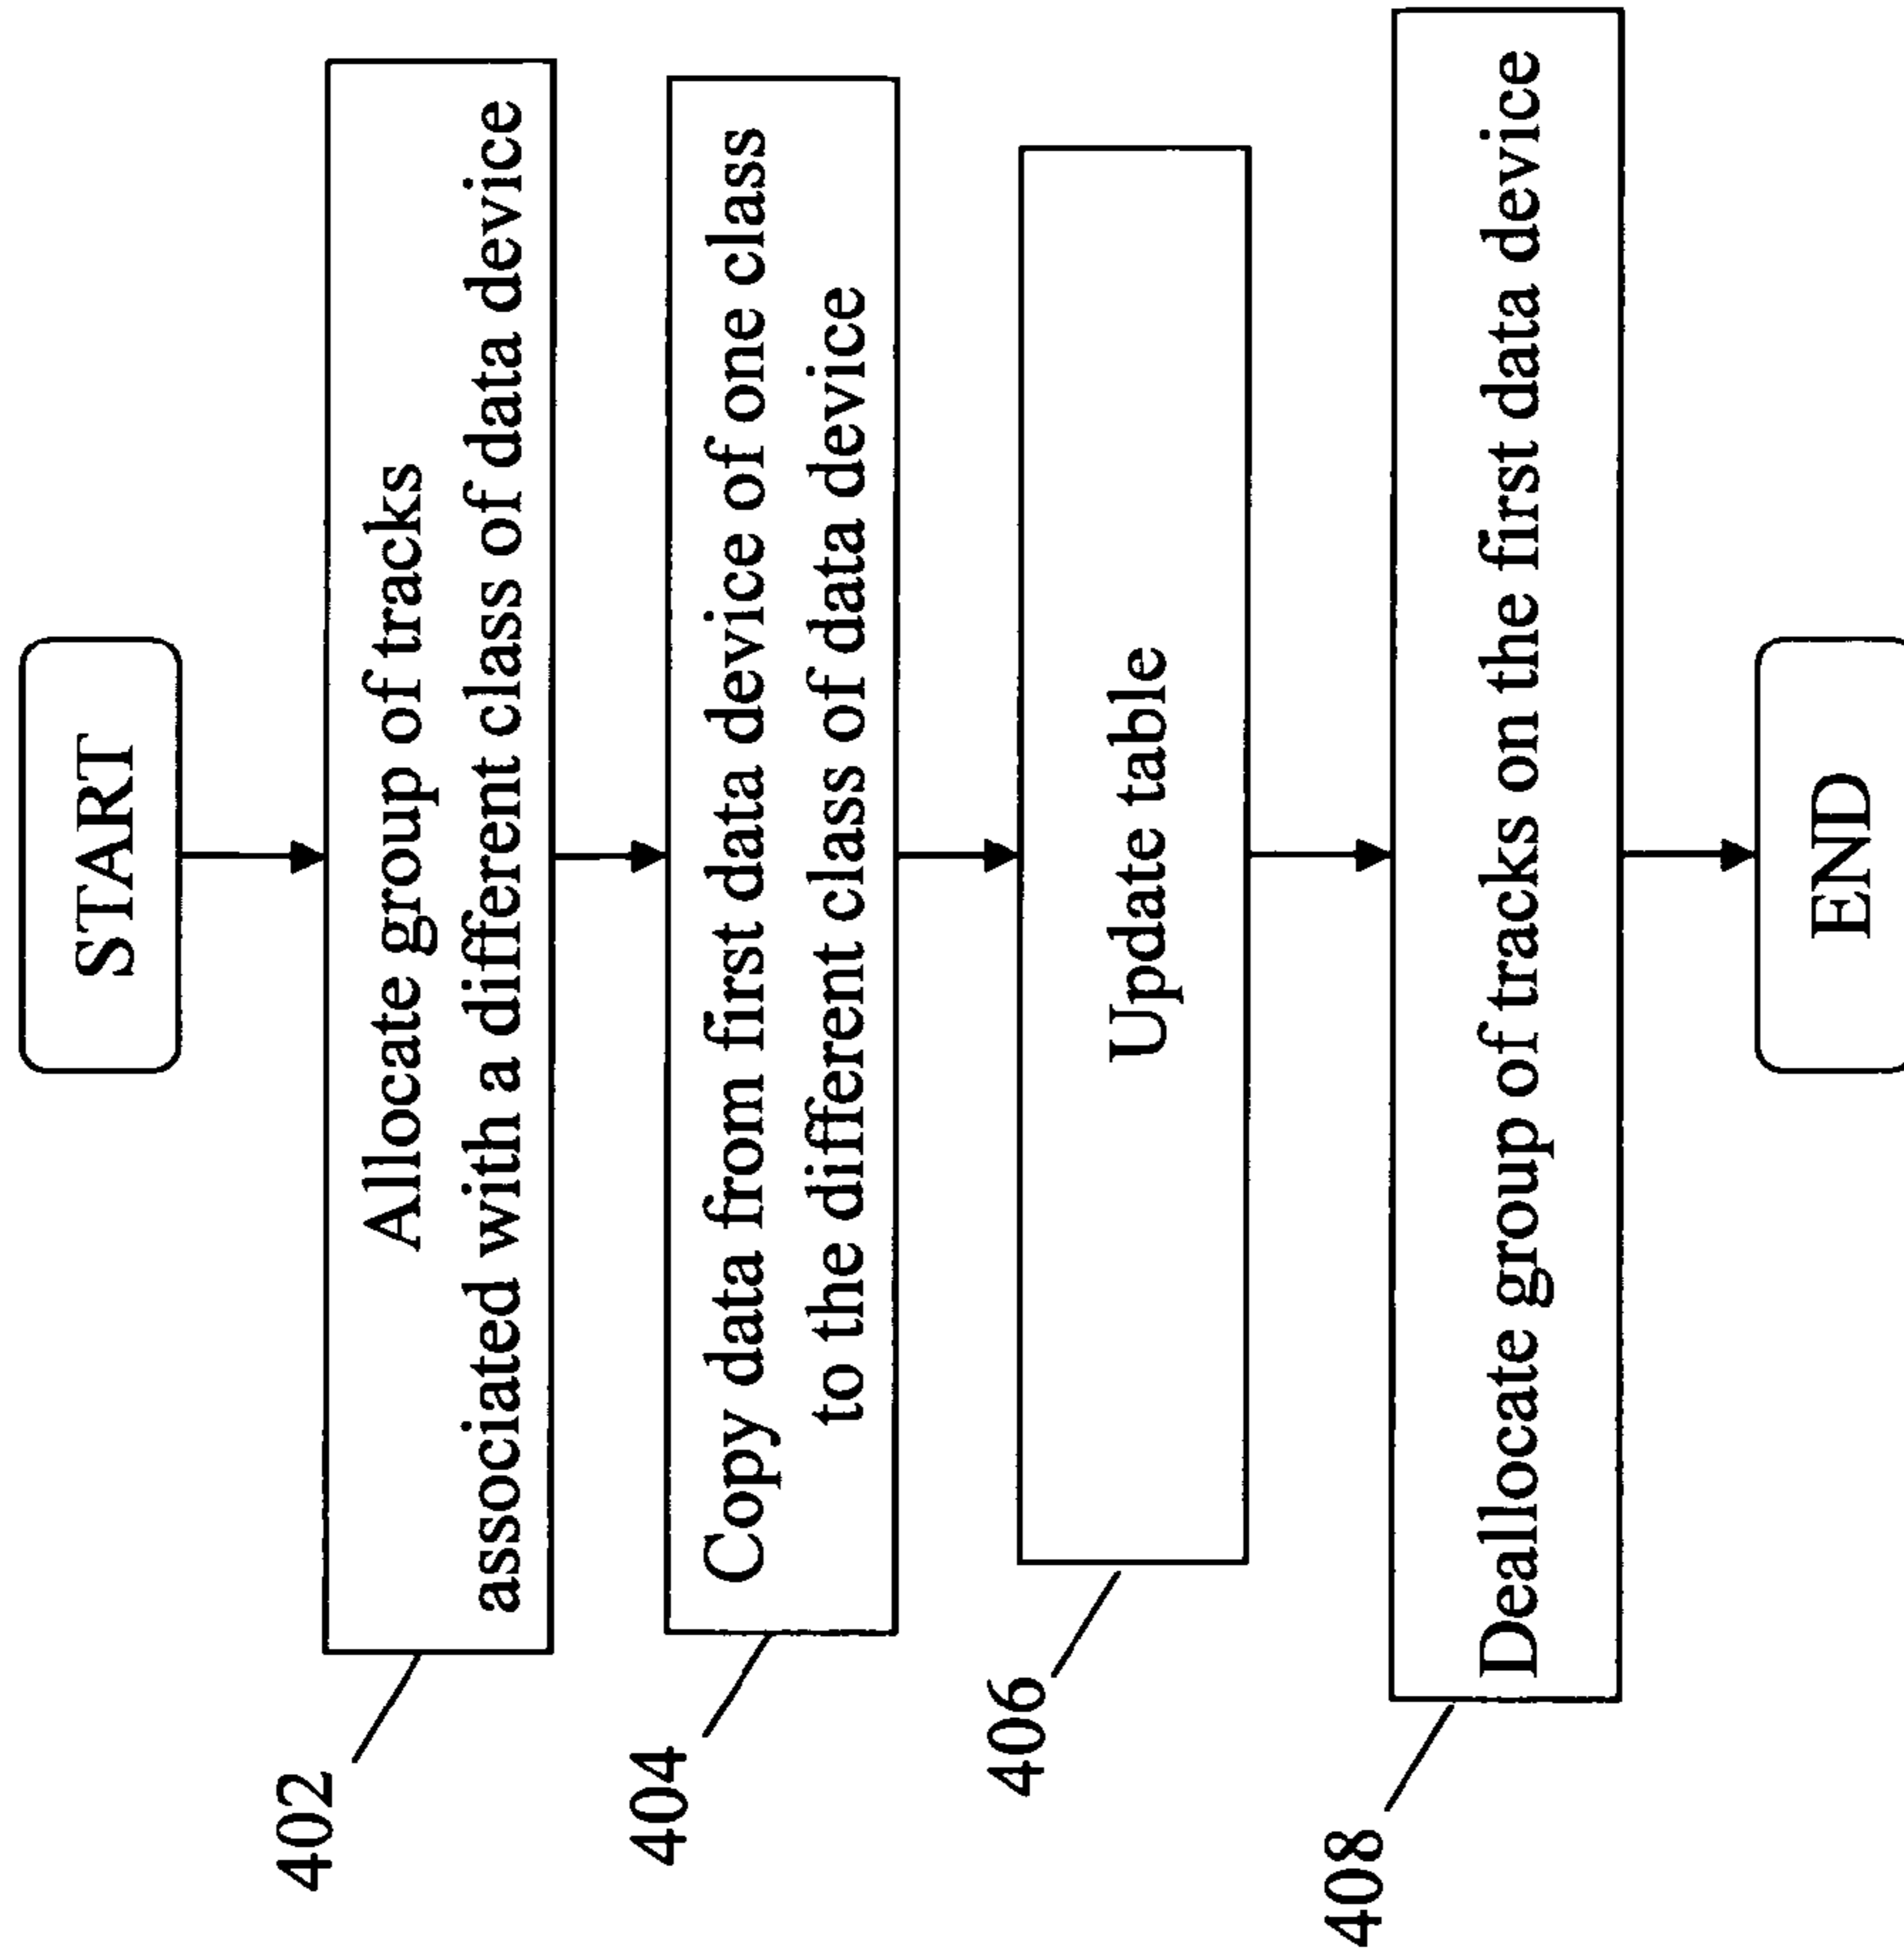 START
402
Allocate group of tracks
associated with a different class of data device
404
Copy data from first data device of one class
to the different class of data device
406
Update table
408
Deallocate group of tracks on the first data device
END